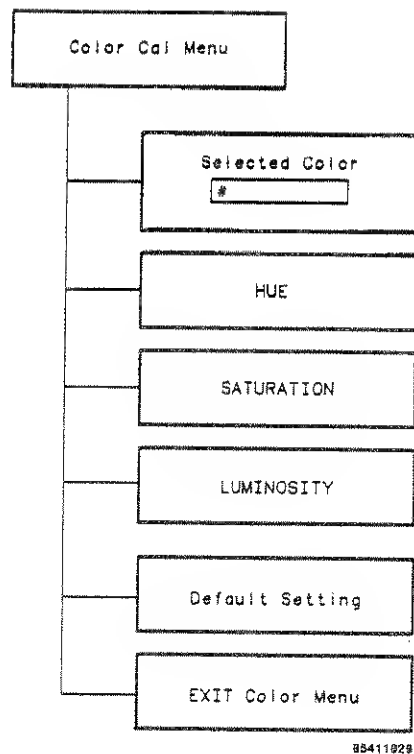 Color Cal Menu
Selected Color
#
HUE
SATURATION
LUMINOSITY
Default Setting
EXIT Color Menu
85411029